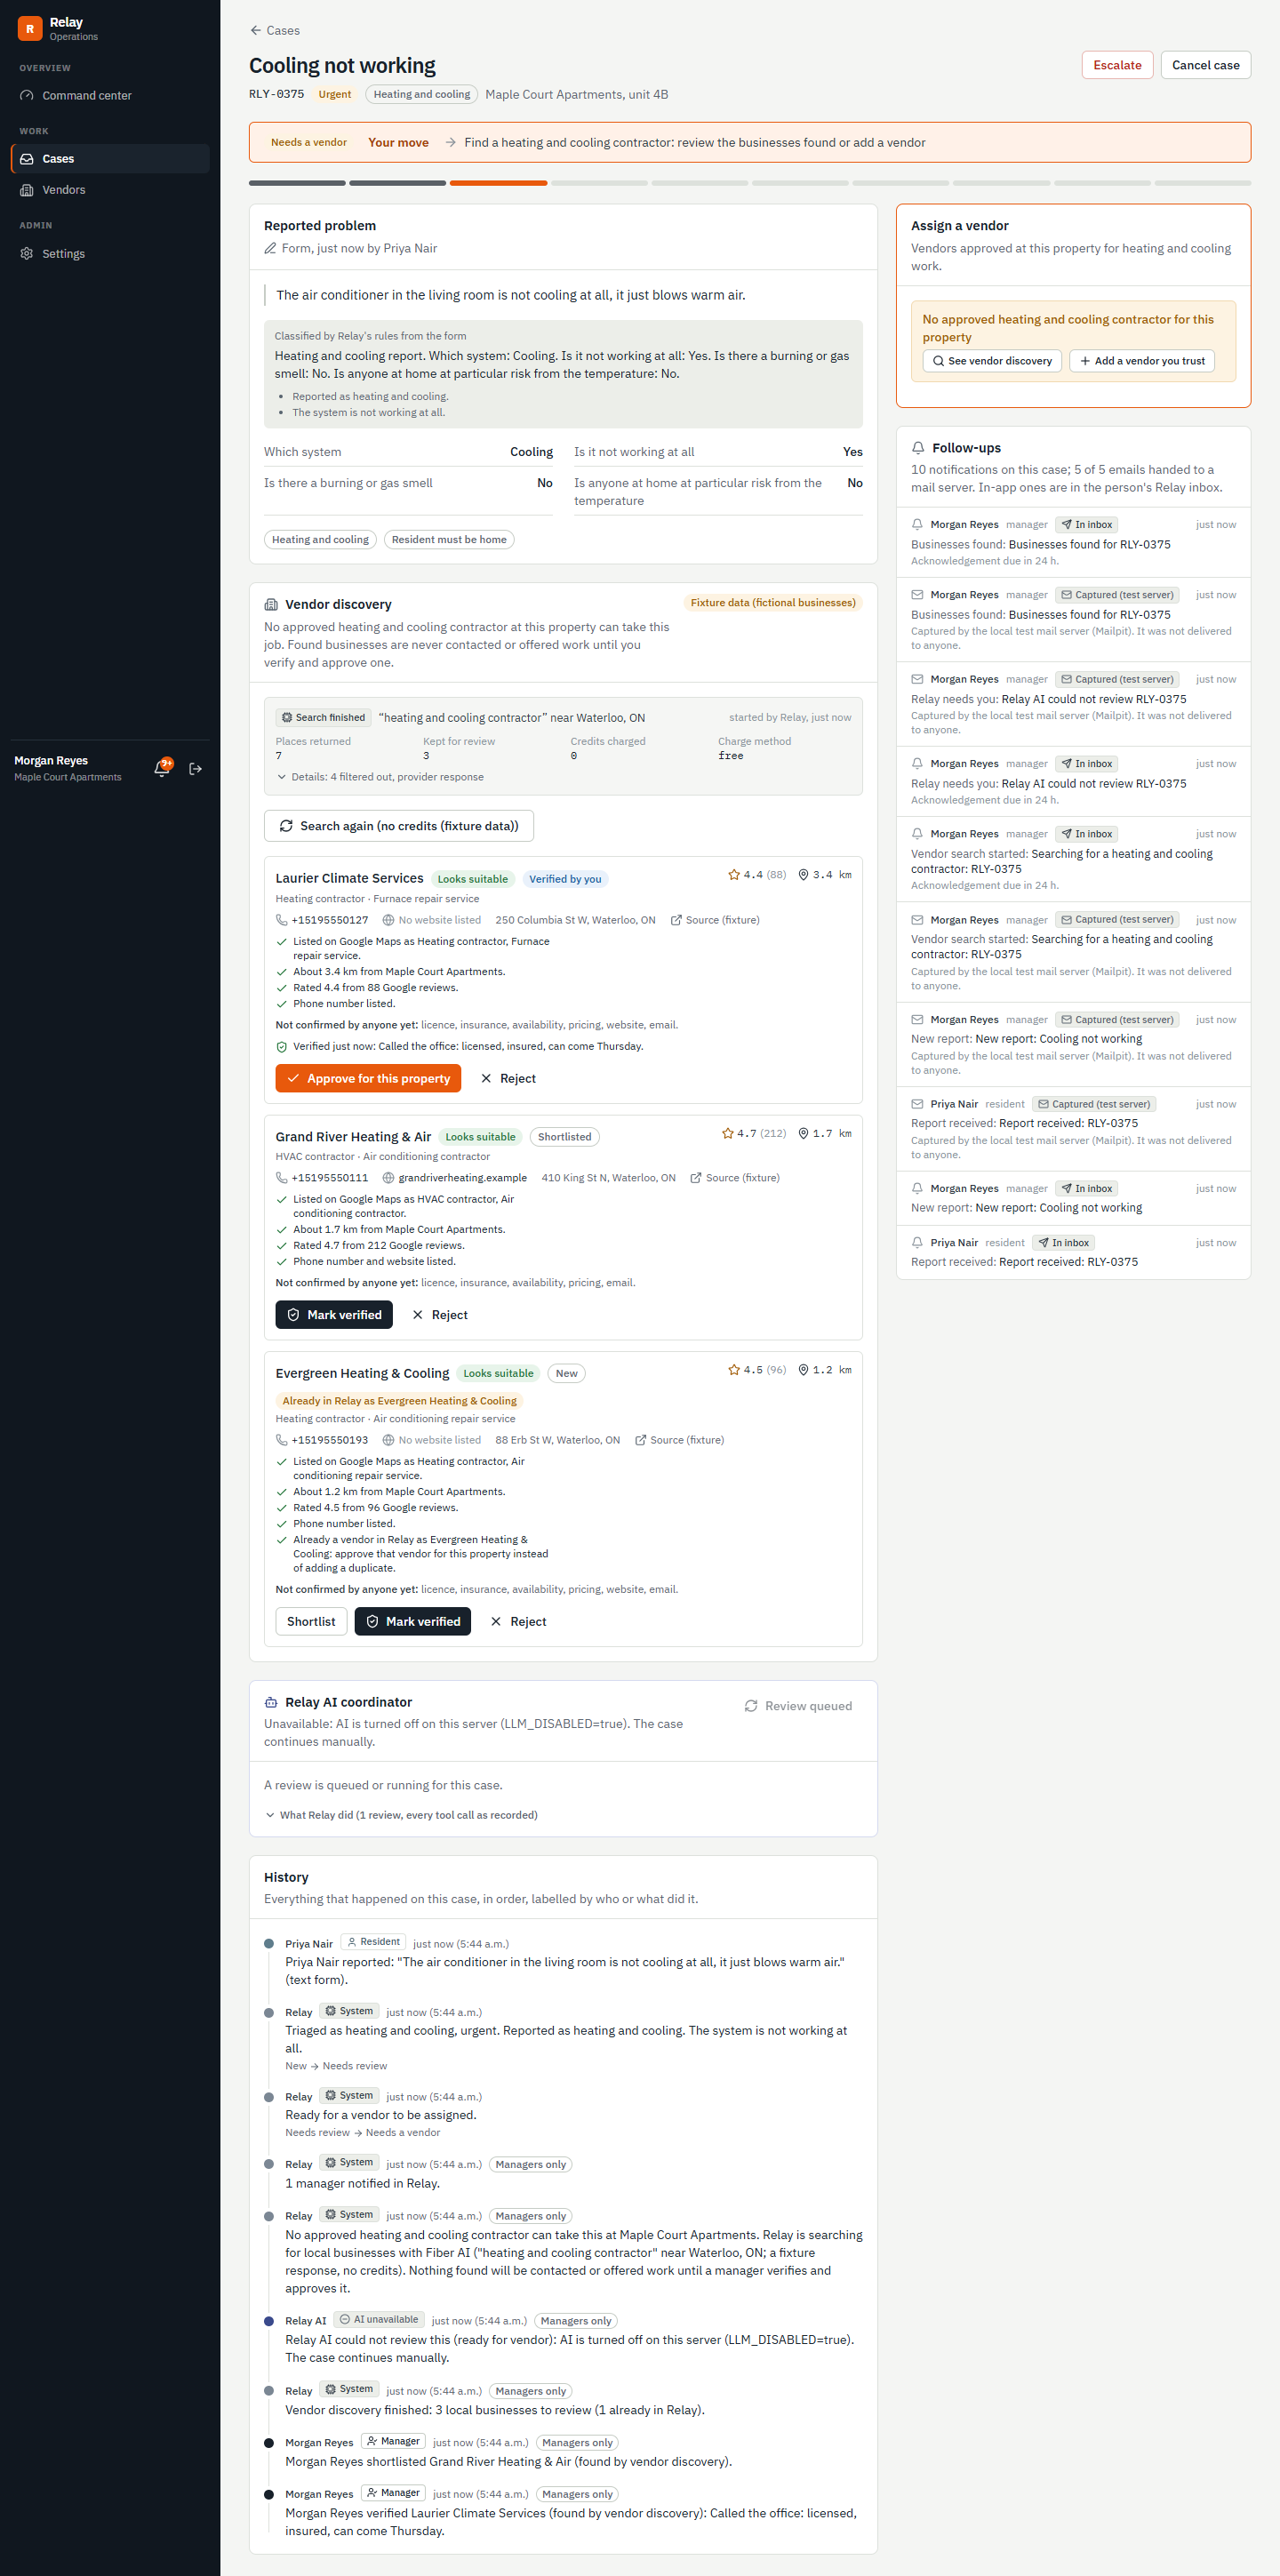 R
Relay
Operations
OVERVIEW
Command center
WORK
Cases
Vendors
ADMIN
Settings
Morgan Reyes
Maple Court Apartments
9+
Cases
Cooling not working
Escalate
Cancel case
RLY-0375 Urgent Heating and cooling Maple Court Apartments, unit 4B
Needs a vendor Your move Find a heating and cooling contractor: review the businesses found or add a vendor
Reported problem
Form, just now by Priya Nair
The air conditioner in the living room is not cooling at all, it just blows warm air.
Classified by Relay's rules from the form
Heating and cooling report. Which system: Cooling. Is it not working at all: Yes. Is there a burning or gas
smell: No. Is anyone at home at particular risk from the temperature: No.
• Reported as heating and cooling.
• The system is not working at all.
Which system Cooling
Is it not working at all Yes
Is there a burning or gas smell No
Is anyone at home at particular risk from the No
temperature
Heating and cooling Resident must be home
Vendor discovery
Fixture data (fictional businesses)
No approved heating and cooling contractor at this property can take this
job. Found businesses are never contacted or offered work until you
verify and approve one.
Search finished “heating and cooling contractor” near Waterloo, ON started by Relay, just now
Places returned Kept for review Credits charged Charge method
7 3 0 free
Details: 4 filtered out, provider response
Search again (no credits (fixture data))
Laurier Climate Services Looks suitable Verified by you 4.4 (88) 3.4 km
Heating contractor · Furnace repair service
+15195550127 No website listed 250 Columbia St W, Waterloo, ON Source (fixture)
Listed on Google Maps as Heating contractor, Furnace
repair service.
About 3.4 km from Maple Court Apartments.
Rated 4.4 from 88 Google reviews.
Phone number listed.
Not confirmed by anyone yet: licence, insurance, availability, pricing, website, email.
Verified just now: Called the office: licensed, insured, can come Thursday.
Approve for this property Reject
Grand River Heating & Air Looks suitable Shortlisted 4.7 (212) 1.7 km
HVAC contractor · Air conditioning contractor
+15195550111 grandriverheating.example 410 King St N, Waterloo, ON Source (fixture)
Listed on Google Maps as HVAC contractor, Air
conditioning contractor.
About 1.7 km from Maple Court Apartments.
Rated 4.7 from 212 Google reviews.
Phone number and website listed.
Not confirmed by anyone yet: licence, insurance, availability, pricing, email.
Mark verified Reject
Evergreen Heating & Cooling Looks suitable New 4.5 (96) 1.2 km
Already in Relay as Evergreen Heating & Cooling
Heating contractor · Air conditioning repair service
+15195550193 No website listed 88 Erb St W, Waterloo, ON Source (fixture)
Listed on Google Maps as Heating contractor, Air
conditioning repair service.
About 1.2 km from Maple Court Apartments.
Rated 4.5 from 96 Google reviews.
Phone number listed.
Already a vendor in Relay as Evergreen Heating &
Cooling: approve that vendor for this property instead
of adding a duplicate.
Not confirmed by anyone yet: licence, insurance, availability, pricing, website, email.
Shortlist Mark verified Reject
Relay AI coordinator
Review queued
Unavailable: AI is turned off on this server (LLM_DISABLED=true). The case
continues manually.
A review is queued or running for this case.
What Relay did (1 review, every tool call as recorded)
History
Everything that happened on this case, in order, labelled by who or what did it.
Priya Nair Resident just now (5:44 a.m.)
Priya Nair reported: "The air conditioner in the living room is not cooling at all, it just blows warm air."
(text form).
Relay System just now (5:44 a.m.)
Triaged as heating and cooling, urgent. Reported as heating and cooling. The system is not working at
all.
New → Needs review
Relay System just now (5:44 a.m.)
Ready for a vendor to be assigned.
Needs review → Needs a vendor
Relay System just now (5:44 a.m.) Managers only
1 manager notified in Relay.
Relay System just now (5:44 a.m.) Managers only
No approved heating and cooling contractor can take this at Maple Court Apartments. Relay is searching
for local businesses with Fiber AI ("heating and cooling contractor" near Waterloo, ON; a fixture
response, no credits). Nothing found will be contacted or offered work until a manager verifies and
approves it.
Relay AI AI unavailable just now (5:44 a.m.) Managers only
Relay AI could not review this (ready for vendor): AI is turned off on this server (LLM_DISABLED=true).
The case continues manually.
Relay System just now (5:44 a.m.) Managers only
Vendor discovery finished: 3 local businesses to review (1 already in Relay).
Morgan Reyes Manager just now (5:44 a.m.) Managers only
Morgan Reyes shortlisted Grand River Heating & Air (found by vendor discovery).
Morgan Reyes Manager just now (5:44 a.m.) Managers only
Morgan Reyes verified Laurier Climate Services (found by vendor discovery): Called the office: licensed,
insured, can come Thursday.
Assign a vendor
Vendors approved at this property for heating and cooling
work.
No approved heating and cooling contractor for this
property
See vendor discovery Add a vendor you trust
Follow-ups
10 notifications on this case; 5 of 5 emails handed to a
mail server. In-app ones are in the person's Relay inbox.
Morgan Reyes manager In inbox just now
Businesses found: Businesses found for RLY-0375
Acknowledgement due in 24 h.
Morgan Reyes manager Captured (test server) just now
Businesses found: Businesses found for RLY-0375
Captured by the local test mail server (Mailpit). It was not delivered
to anyone.
Morgan Reyes manager Captured (test server) just now
Relay needs you: Relay AI could not review RLY-0375
Captured by the local test mail server (Mailpit). It was not delivered
to anyone.
Morgan Reyes manager In inbox just now
Relay needs you: Relay AI could not review RLY-0375
Acknowledgement due in 24 h.
Morgan Reyes manager In inbox just now
Vendor search started: Searching for a heating and cooling
contractor: RLY-0375
Acknowledgement due in 24 h.
Morgan Reyes manager Captured (test server) just now
Vendor search started: Searching for a heating and cooling
contractor: RLY-0375
Captured by the local test mail server (Mailpit). It was not delivered
to anyone.
Morgan Reyes manager Captured (test server) just now
New report: New report: Cooling not working
Captured by the local test mail server (Mailpit). It was not delivered
to anyone.
Priya Nair resident Captured (test server) just now
Report received: Report received: RLY-0375
Captured by the local test mail server (Mailpit). It was not delivered
to anyone.
Morgan Reyes manager In inbox just now
New report: New report: Cooling not working
Priya Nair resident In inbox just now
Report received: Report received: RLY-0375